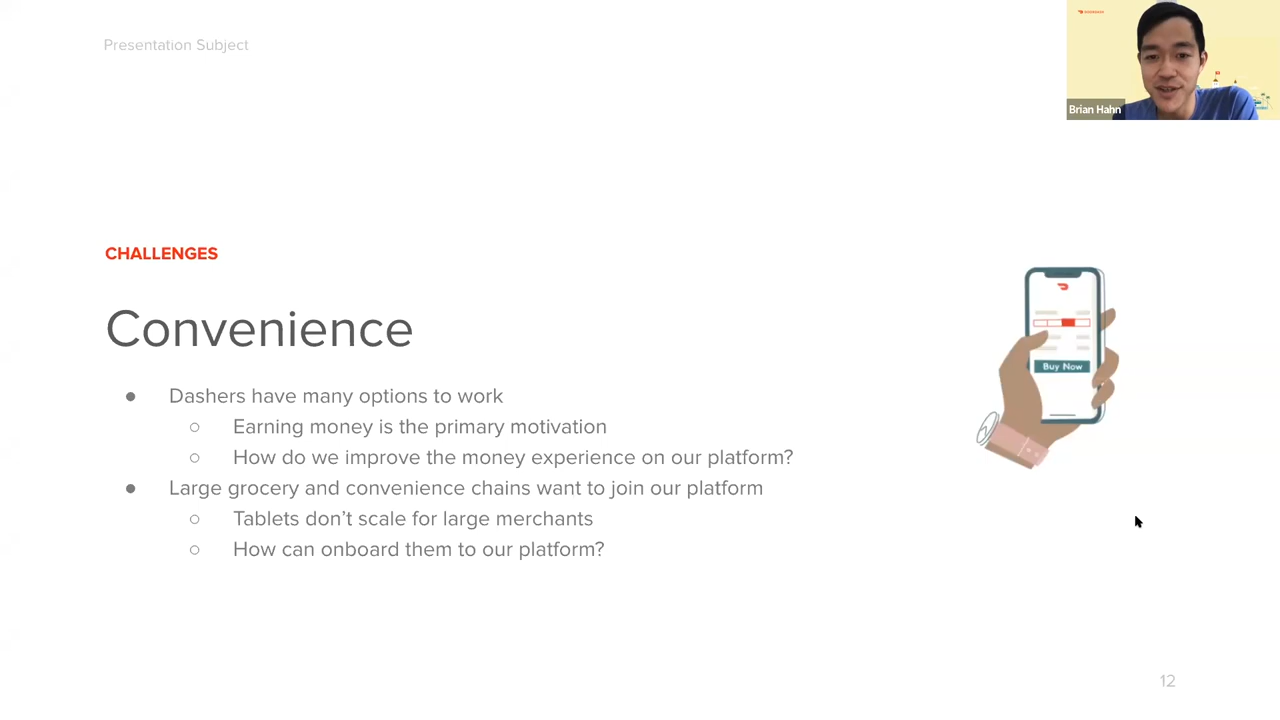 Presentation Subject
Brian Hahn
CHALLENGES
Convenience
● Dashers have many options to work
○ Earning money is the primary motivation
○ How do we improve the money experience on our platform?
● Large grocery and convenience chains want to join our platform
○ Tablets don’t scale for large merchants
○ How can onboard them to our platform?
Buy Now
12